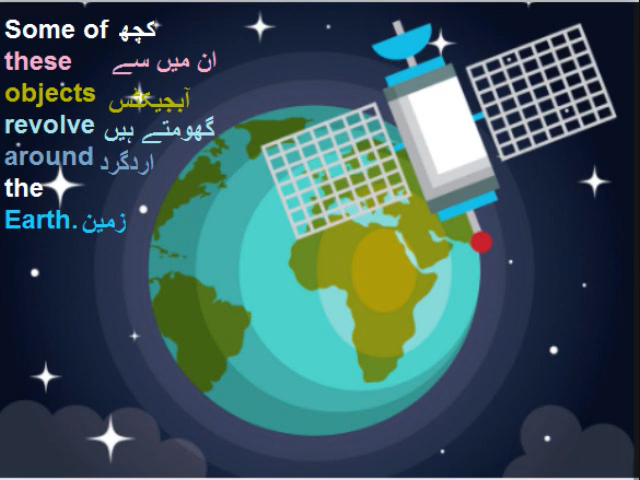 Some of کچھ
these ان میں سے
objects آبجیکٹس
revolve گھومتے ہیں
around اردگرد
the
Earth. زمین